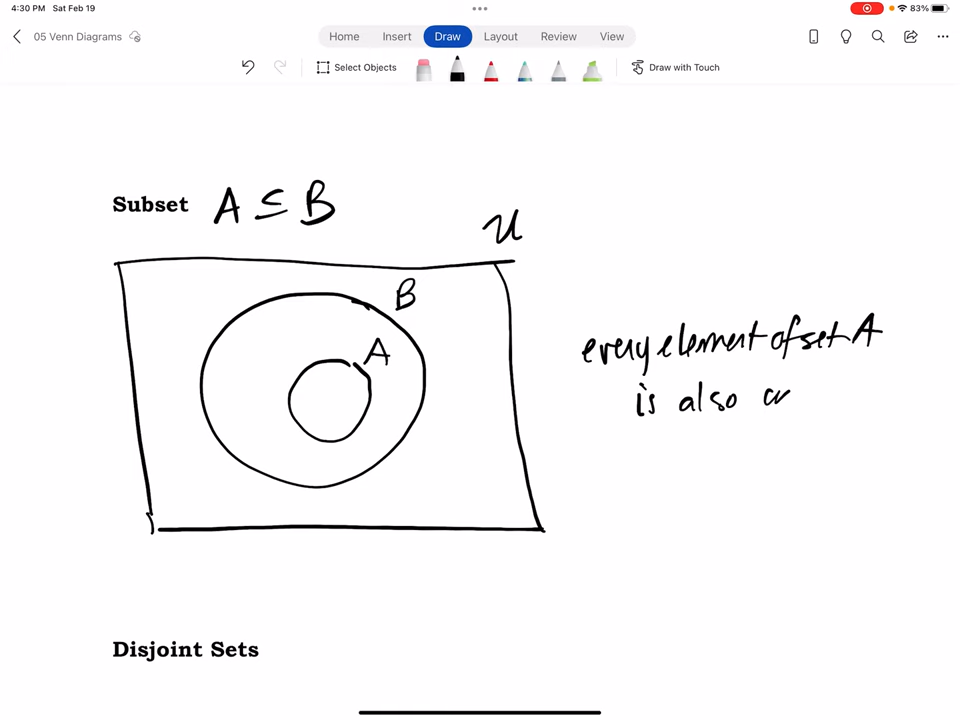 4:30 PM Sat Feb 19
83%
05 Venn Diagrams
Home Insert Draw Layout Review View
Select Objects
Draw with Touch
Subset A ⊆ B
U
B
A
every element of set A
is also
Disjoint Sets